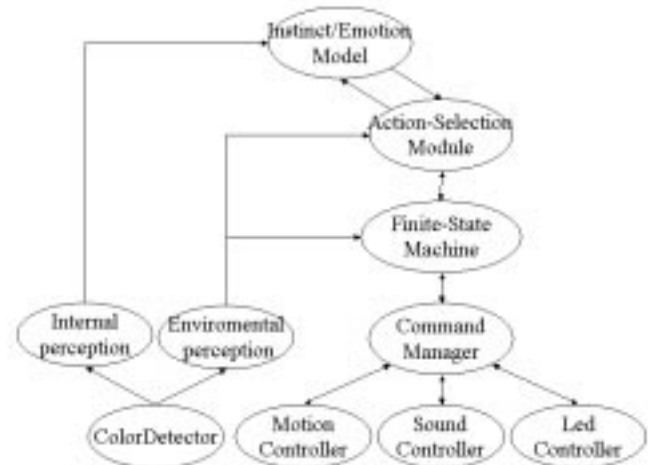 Instinct/Emotion
Model
Action-Selection
Module
Finite-State
Machine
Internal
perception
Enviromental
perception
Command
Manager
ColorDetector
Motion
Controller
Sound
Controller
Led
Controller